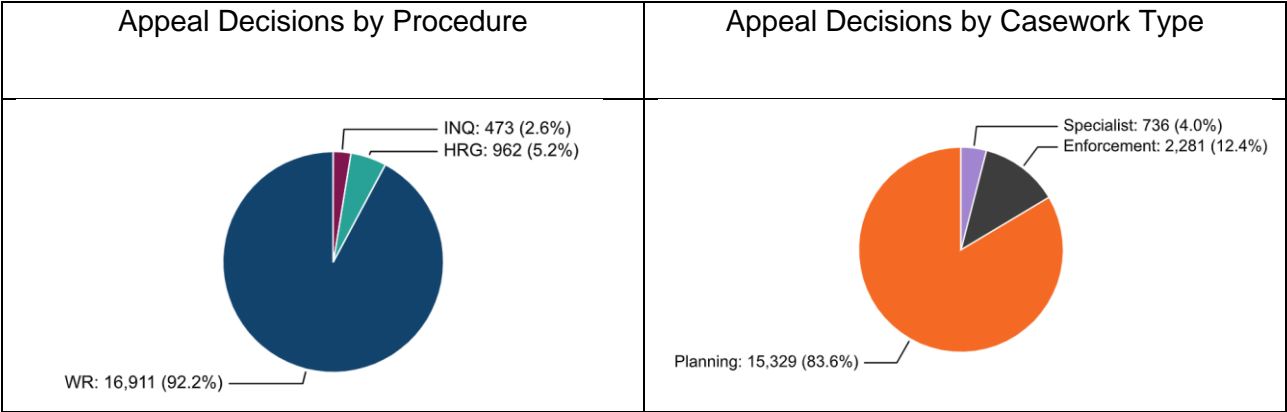 Appeal Decisions by Procedure
Appeal Decisions by Casework Type
INQ: 473 (2.6%)
HRG: 962 (5.2%)
WR: 16,911 (92.2%)
Specialist: 736 (4.0%)
Enforcement: 2,281 (12.4%)
Planning: 15,329 (83.6%)